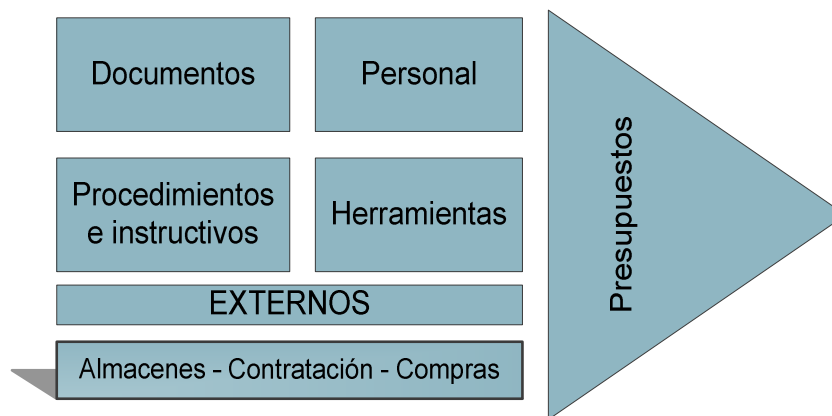 Documentos
Personal
Procedimientos
e instructivos
Herramientas
EXTERNOS
Almacenes - Contratación - Compras
Presupuestos